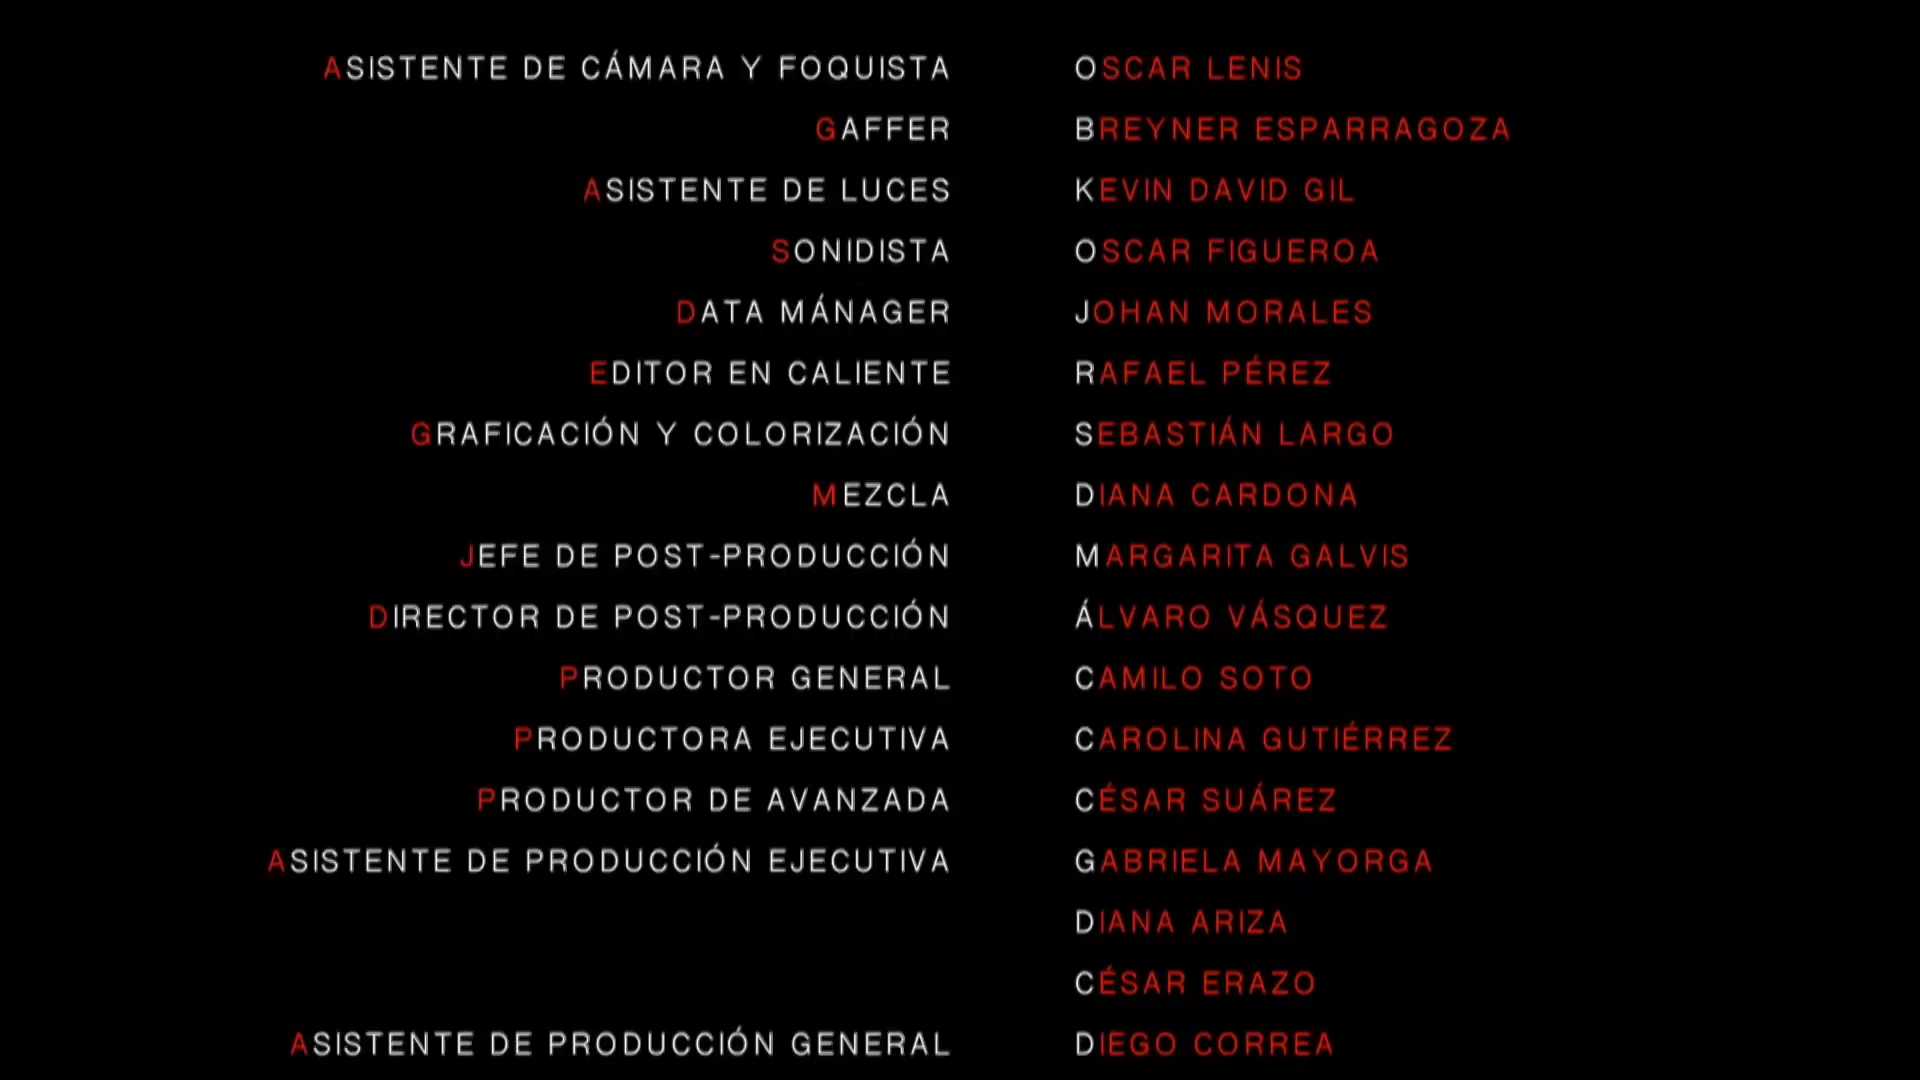 ASISTENTE DE CÁMARA Y FOQUISTA OSCAR LENIS
GAFFER BREYNER ESPARRAGOZA
ASISTENTE DE LUCES KEVIN DAVID GIL
SONIDISTA OSCAR FIGUEROA
DATA MÁNAGER JOHAN MORALES
EDITOR EN CALIENTE RAFAEL PÉREZ
GRAFICACIÓN Y COLORIZACIÓN SEBASTIÁN LARGO
MEZCLA DIANA CARDONA
JEFE DE POST-PRODUCCIÓN MARGARITA GALVIS
DIRECTOR DE POST-PRODUCCIÓN ÁLVARO VÁSQUEZ
PRODUCTOR GENERAL CAMILO SOTO
PRODUCTORA EJECUTIVA CAROLINA GUTIÉRREZ
PRODUCTOR DE AVANZADA CÉSAR SUÁREZ
ASISTENTE DE PRODUCCIÓN EJECUTIVA GABRIELA MAYORGA
DIANA ARIZA
CÉSAR ERAZO
ASISTENTE DE PRODUCCIÓN GENERAL DIEGO CORREA